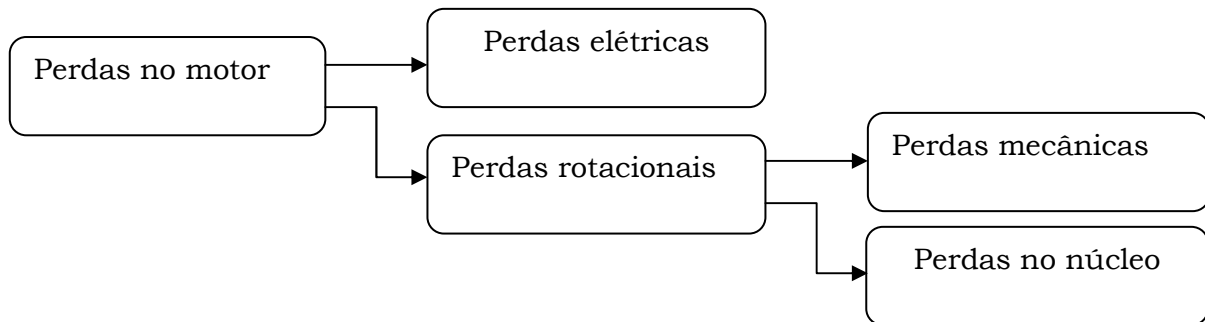 Perdas no motor
Perdas elétricas
Perdas rotacionais
Perdas mecânicas
Perdas no núcleo